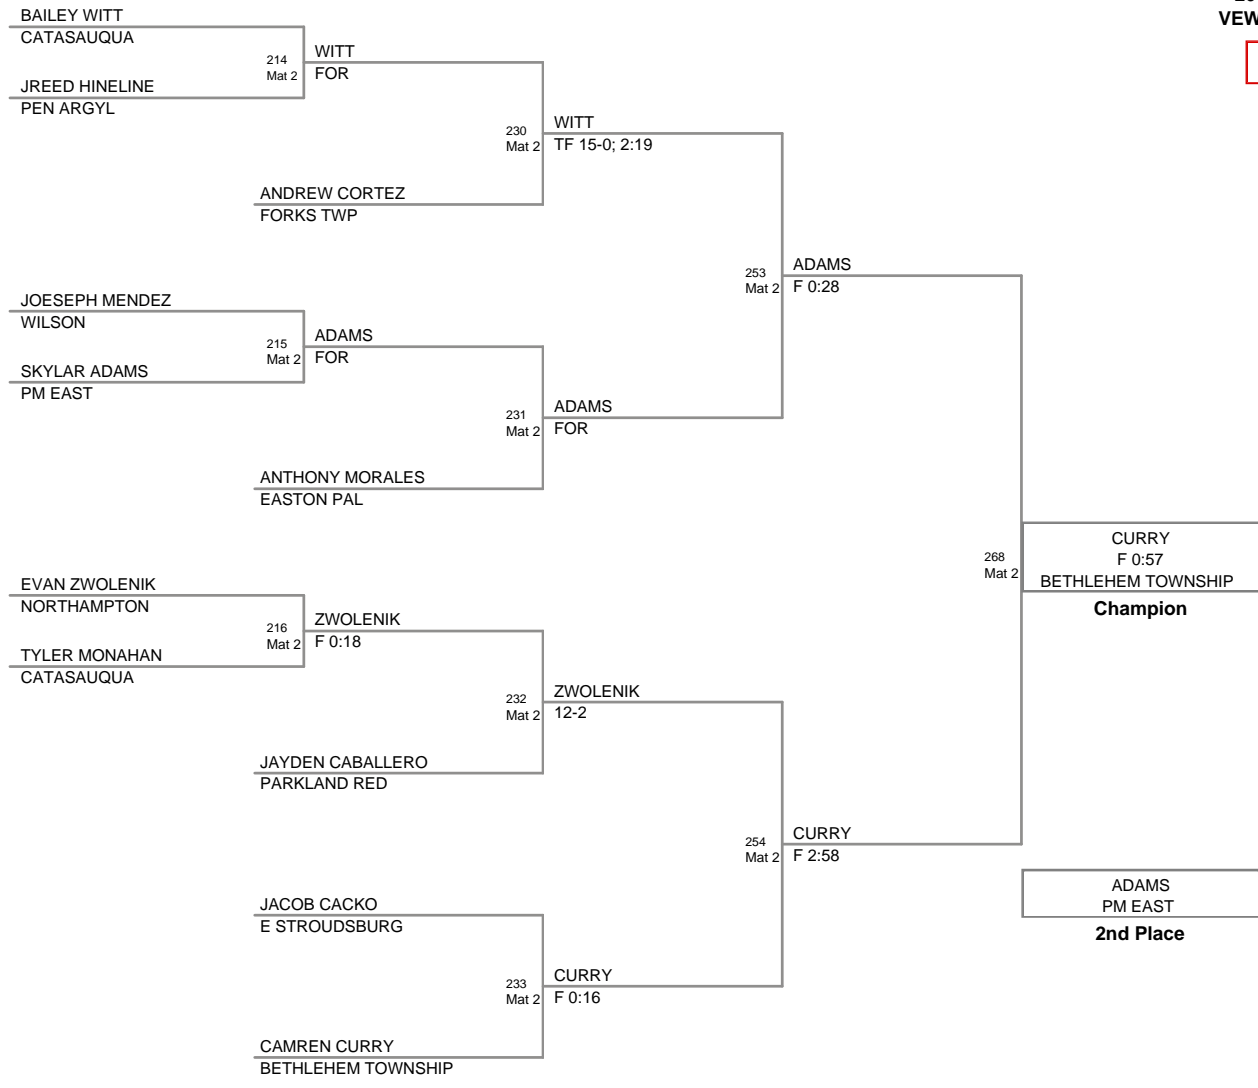 BAILEY WITT
CATASAUQUA
214
Mat 2
WITT
FOR
JREED HINELINE
PEN ARGYL
230
Mat 2
WITT
TF 15-0; 2:19
ANDREW CORTEZ
FORKS TWP
253
Mat 2
ADAMS
F 0:28
JOESEPH MENDEZ
WILSON
215
Mat 2
ADAMS
FOR
SKYLAR ADAMS
PM EAST
231
Mat 2
ADAMS
FOR
ANTHONY MORALES
EASTON PAL
268
Mat 2
CURRY
F 0:57
BETHLEHEM TOWNSHIP
Champion
EVAN ZWOLENIK
NORTHAMPTON
216
Mat 2
ZWOLENIK
F 0:18
TYLER MONAHAN
CATASAUQUA
232
Mat 2
ZWOLENIK
12-2
JAYDEN CABALLERO
PARKLAND RED
254
Mat 2
CURRY
F 2:58
JACOB CACKO
E STROUDSBURG
233
Mat 2
CURRY
F 0:16
CAMREN CURRY
BETHLEHEM TOWNSHIP
ADAMS
PM EAST
2nd Place